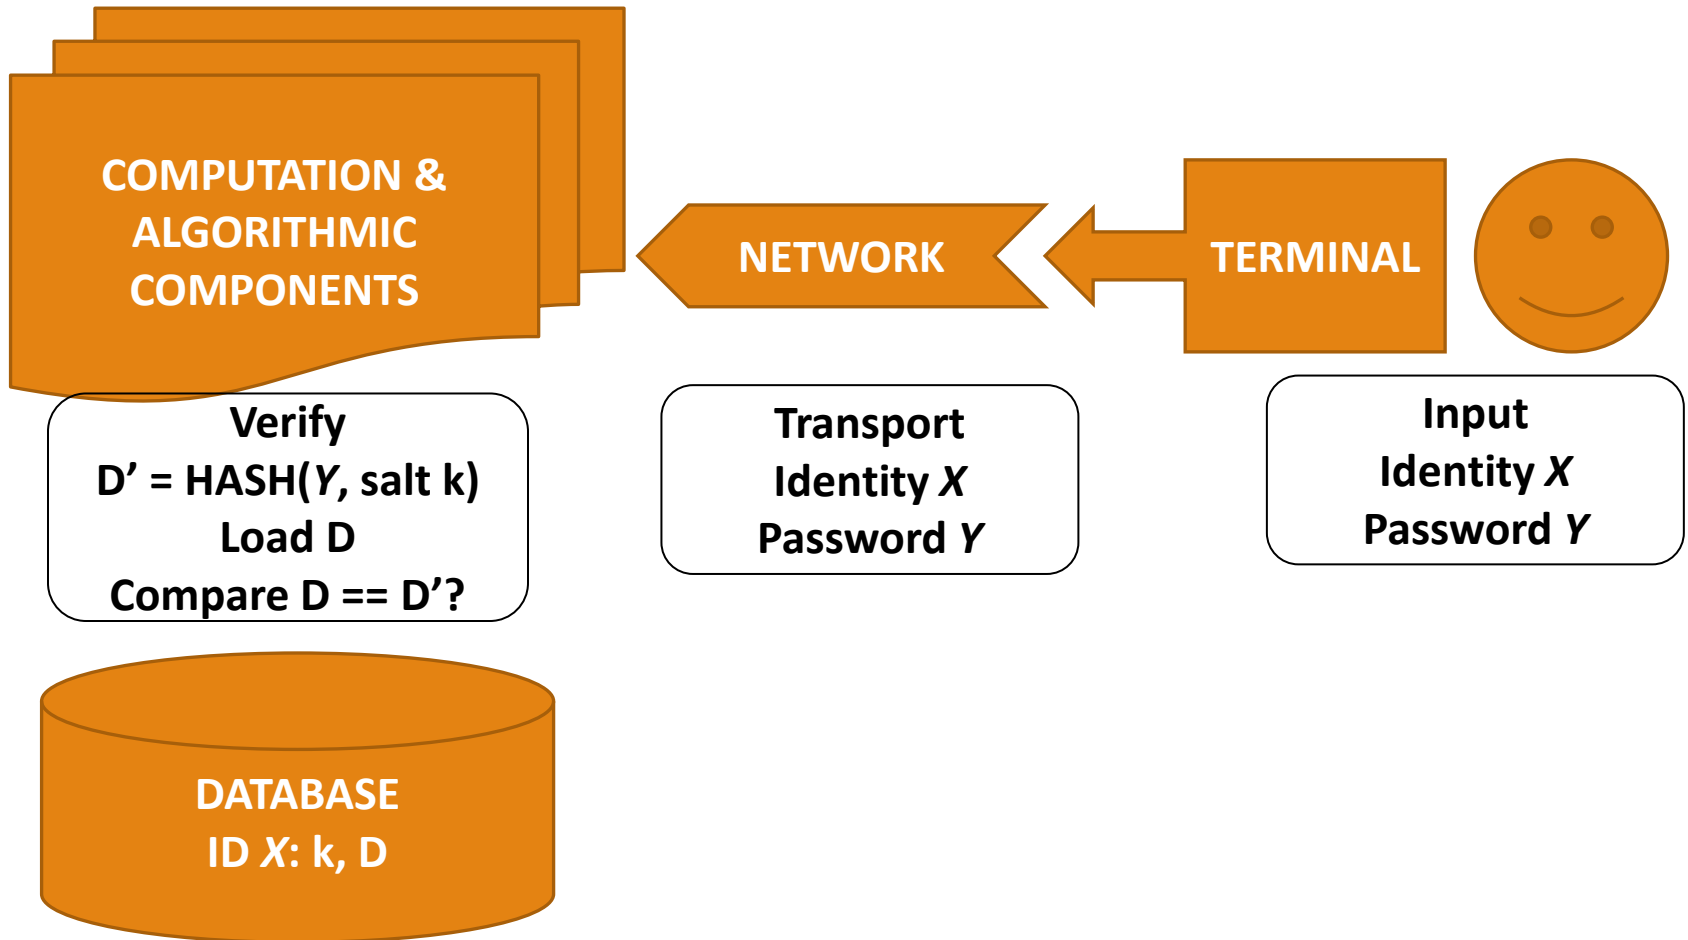 COMPUTATION &
ALGORITHMIC
COMPONENTS
NETWORK
TERMINAL
Verify
D’ = HASH(Y, salt k)
Load D
Compare D == D’?
Transport
Identity X
Password Y
Input
Identity X
Password Y
DATABASE
ID X: k, D